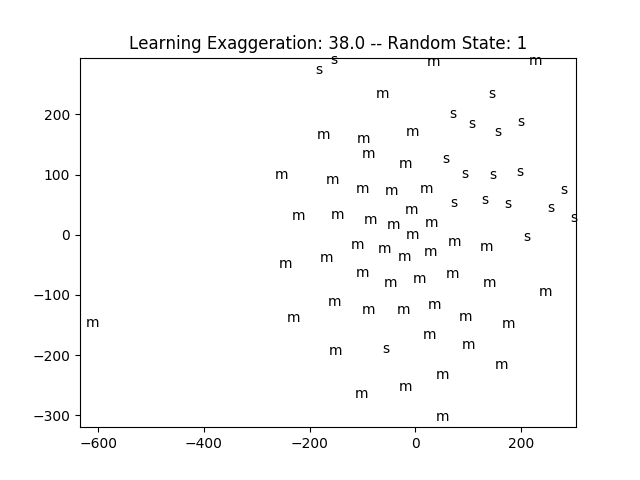 Learning Exaggeration: 38.0 -- Random State: 1
s m m
s
m s
200 s
s s
m m m s
m s m
100 m m s s s
m m m s
s s s
m s
m m m s
m m
0 m s
m m m m
m m m
m m m
m m m
−100 m
m m m m
m m m m
m
m s m
−200
m
m
m m
−300 m
−600 −400 −200 0 200